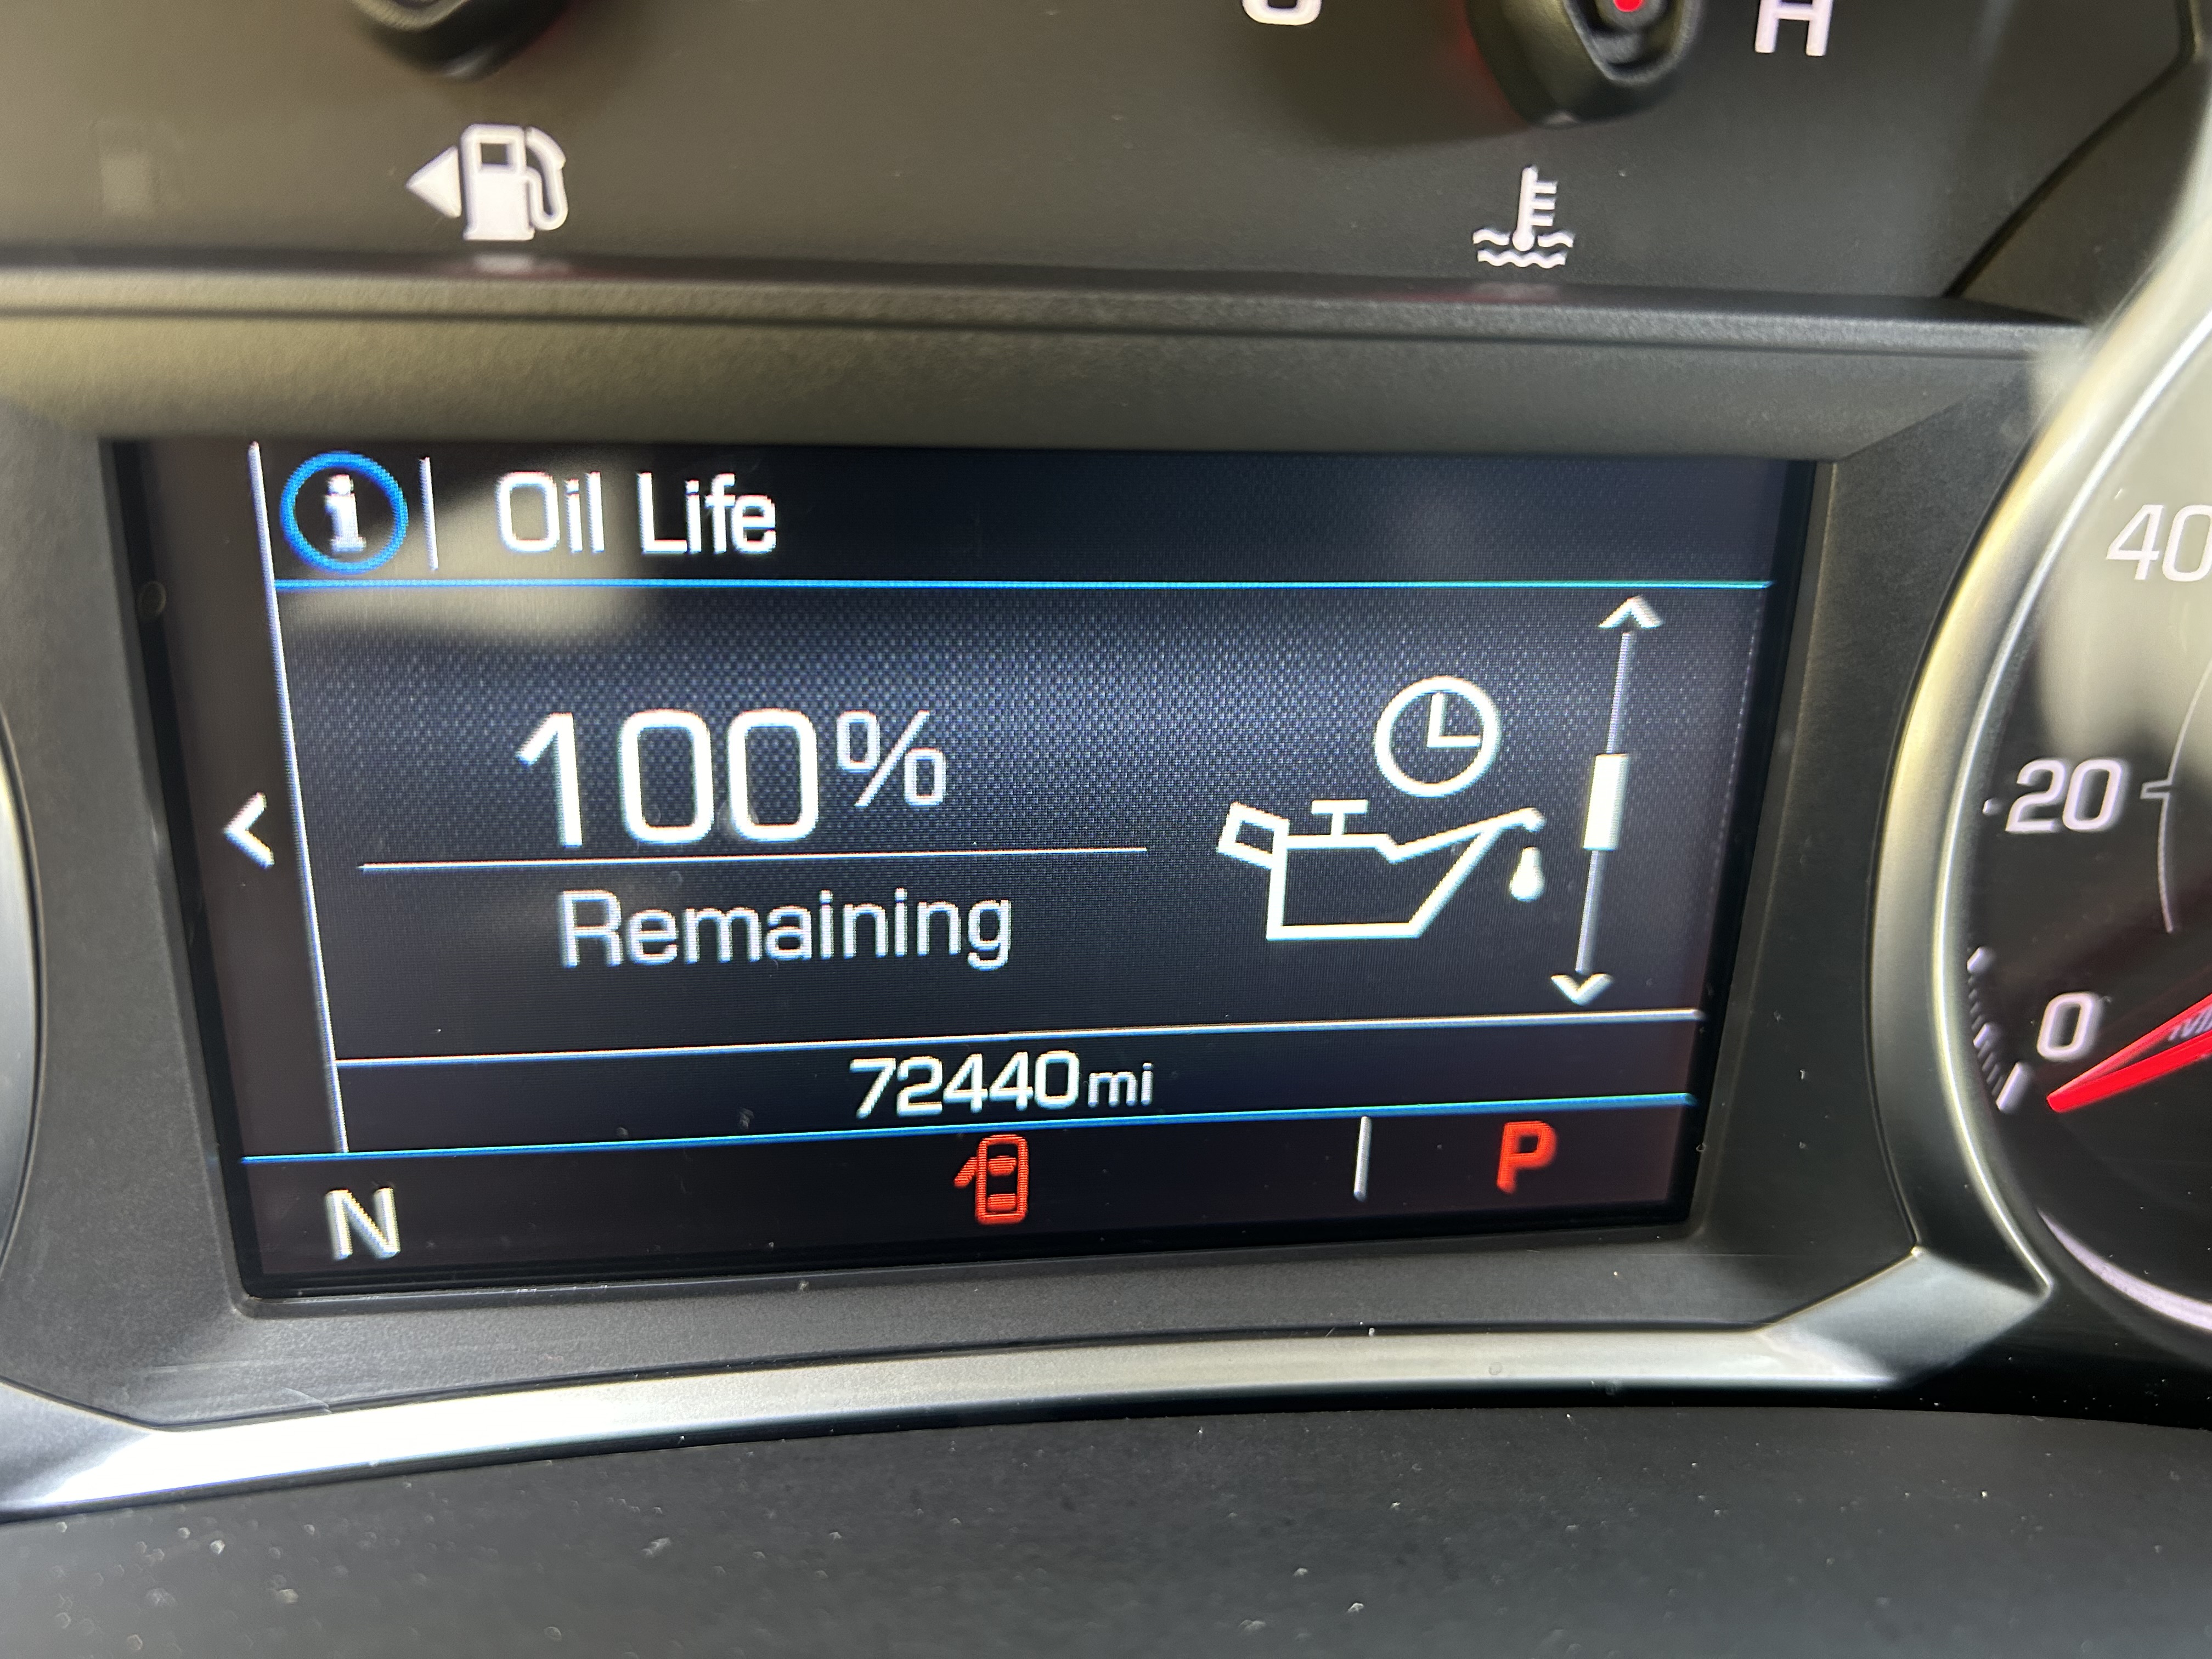 H
i Oil Life
100%
Remaining
72440mi
N P
40
20
0